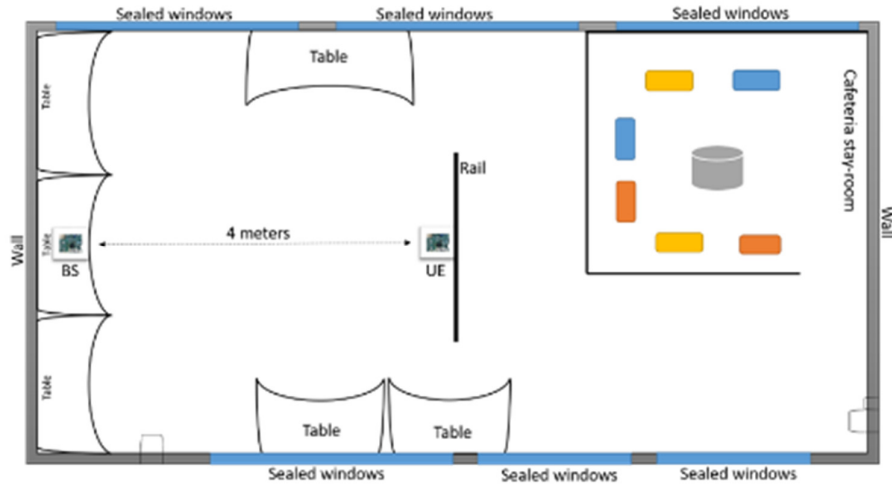 Sealed windows
Sealed windows
Sealed windows
Table
Table
Cafeteria stay-room
Rail
Wall
Table
4 meters
Wall
BS
UE
Table
Table
Table
Sealed windows
Sealed windows
Sealed windows